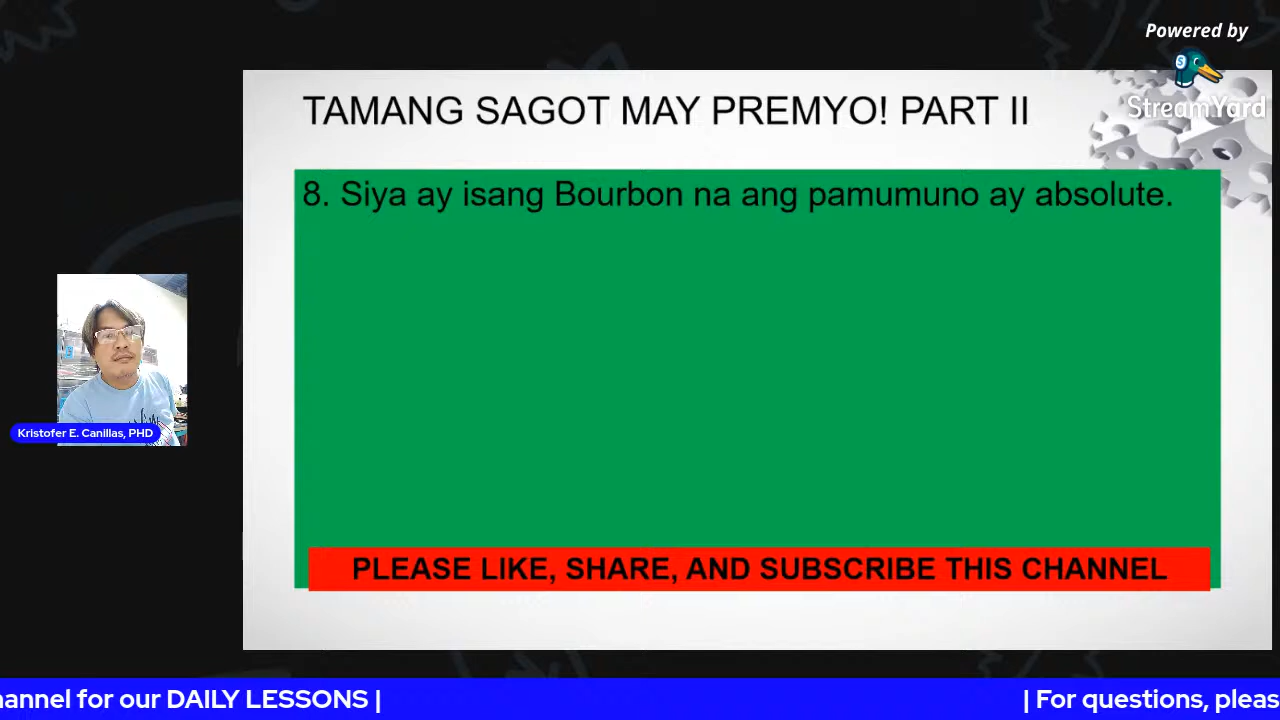 Powered by
StreamYard
TAMANG SAGOT MAY PREMYO! PART II
8. Siya ay isang Bourbon na ang pamumuno ay absolute.
Kristofer E. Canillas, PHD
PLEASE LIKE, SHARE, AND SUBSCRIBE THIS CHANNEL
hannel for our DAILY LESSONS | | For questions, pleas